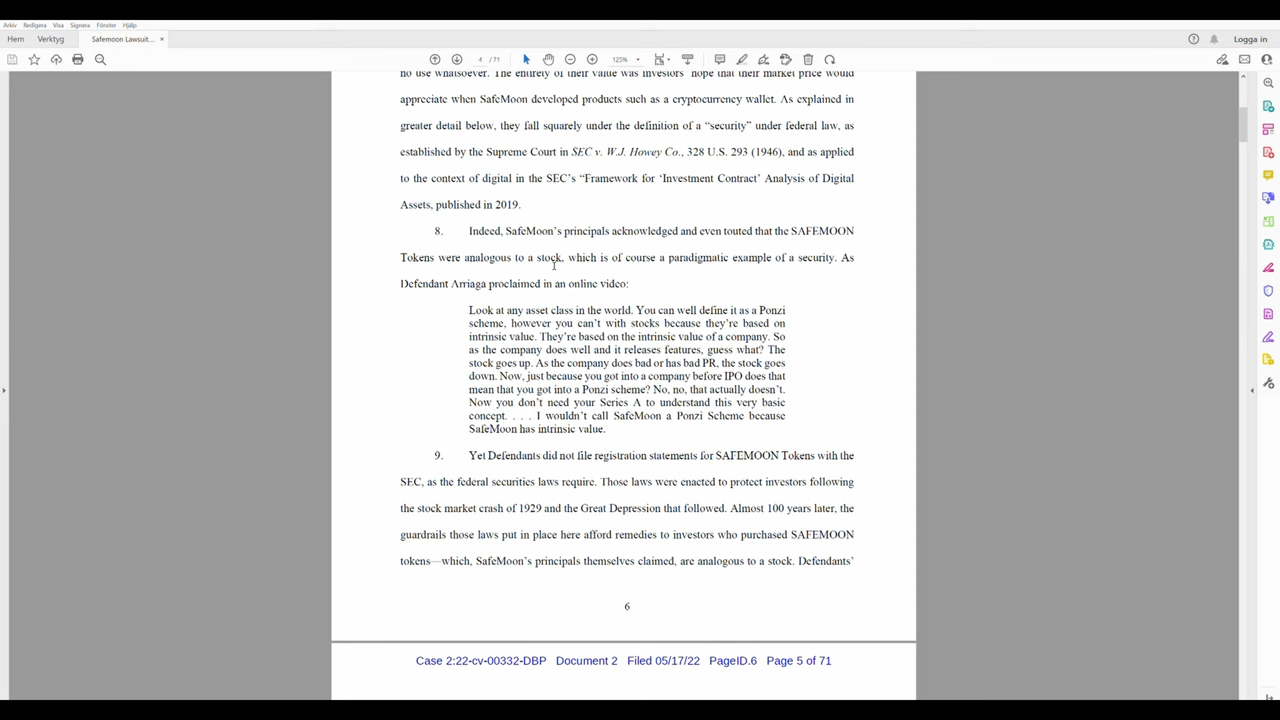 Arkiv Redigera Visa Signera Fönster Hjälp
Hem Verktyg Safemoon Lawsuit... × Logga in
4 / 71 125%
no use whatsoever. The entirely of their value was investors' hope that their market price would
appreciate when SafeMoon developed products such as a cryptocurrency wallet. As explained in
greater detail below, they fall squarely under the definition of a “security” under federal law, as
established by the Supreme Court in SEC v. W.J. Howey Co., 328 U.S. 293 (1946), and as applied
to the context of digital in the SEC’s “Framework for ‘Investment Contract’ Analysis of Digital
Assets, published in 2019.
8. Indeed, SafeMoon’s principals acknowledged and even touted that the SAFEMOON
Tokens were analogous to a stock, which is of course a paradigmatic example of a security. As
Defendant Arriaga proclaimed in an online video:
Look at any asset class in the world. You can well define it as a Ponzi
scheme, however you can’t with stocks because they’re based on
intrinsic value. They’re based on the intrinsic value of a company. So
as the company does well and it releases features, guess what? The
stock goes up. As the company does bad or has bad PR, the stock goes
down. Now, just because you got into a company before IPO does that
mean that you got into a Ponzi scheme? No, no, that actually doesn’t.
Now you don’t need your Series A to understand this very basic
concept. . . . I wouldn’t call SafeMoon a Ponzi Scheme because
SafeMoon has intrinsic value.
9. Yet Defendants did not file registration statements for SAFEMOON Tokens with the
SEC, as the federal securities laws require. Those laws were enacted to protect investors following
the stock market crash of 1929 and the Great Depression that followed. Almost 100 years later, the
guardrails those laws put in place here afford remedies to investors who purchased SAFEMOON
tokens—which, SafeMoon’s principals themselves claimed, are analogous to a stock. Defendants’
6
Case 2:22-cv-00332-DBP Document 2 Filed 05/17/22 PageID.6 Page 5 of 71